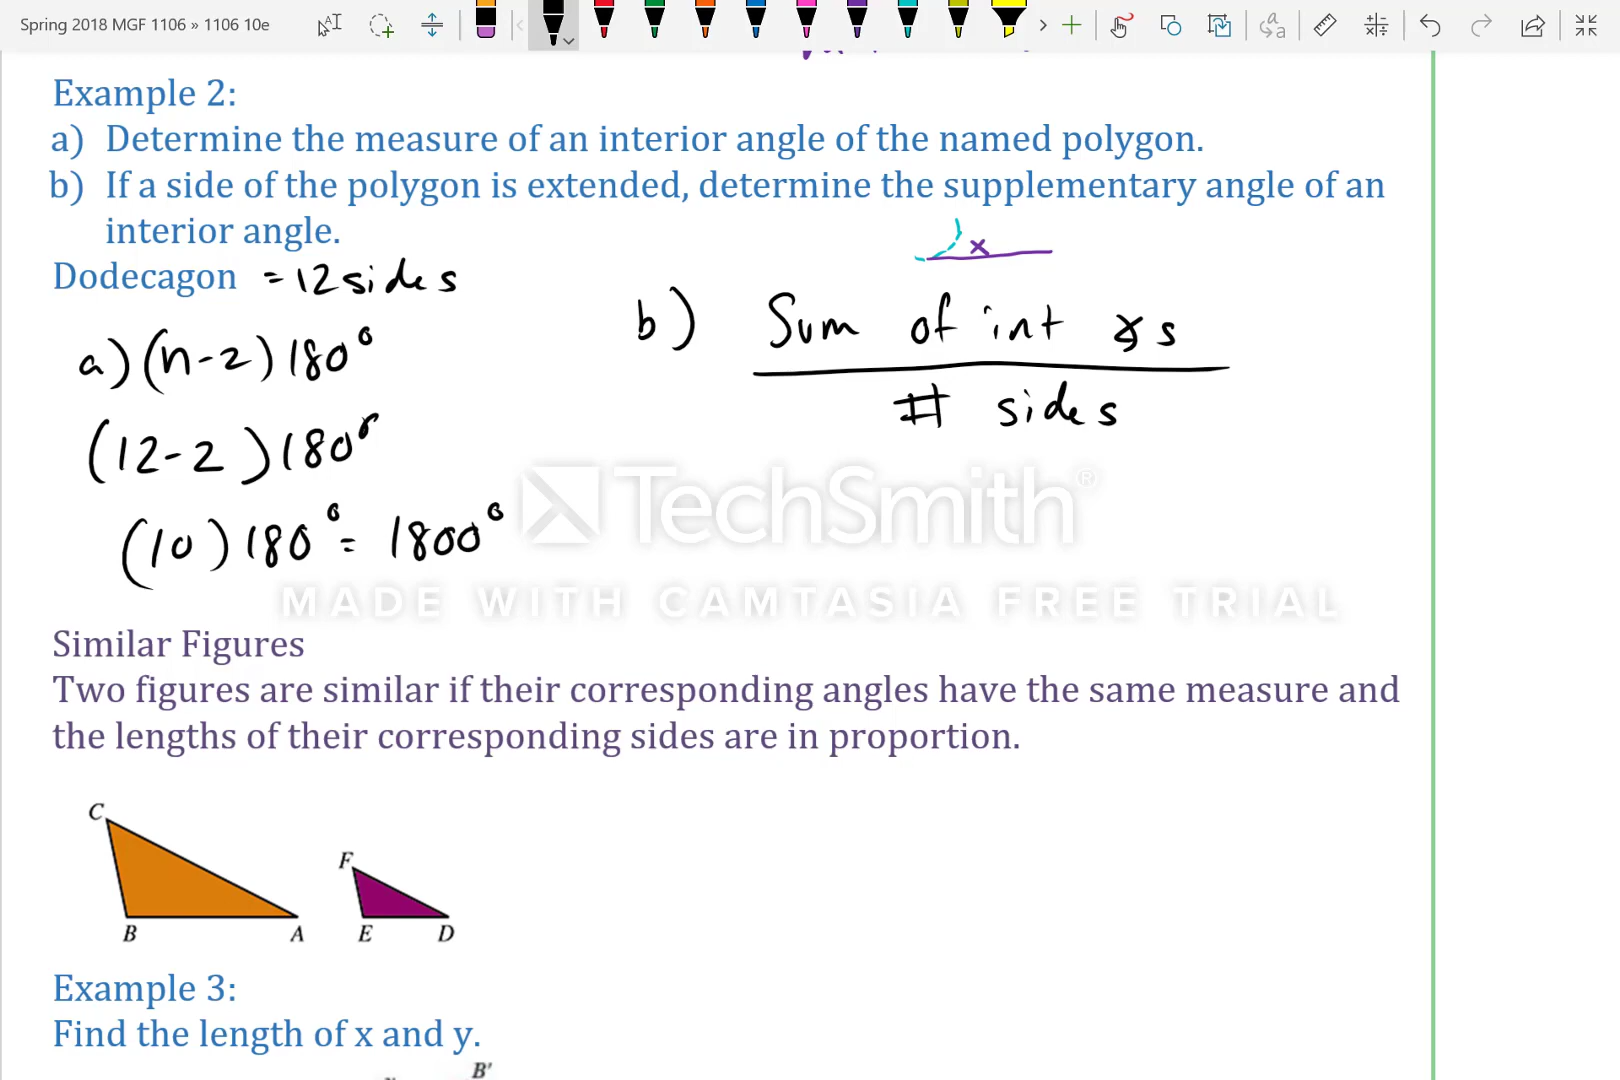 Spring 2018 MGF 1106 » 1106 10e
Example 2:
a) Determine the measure of an interior angle of the named polygon.
b) If a side of the polygon is extended, determine the supplementary angle of an
interior angle.
x
Dodecagon = 12 sides
a) (n-2) 180°
(12-2) 180°
(10) 180° = 1800°
b) Sum of int ∡s
# sides
TechSmith®
MADE WITH CAMTASIA FREE TRIAL
Similar Figures
Two figures are similar if their corresponding angles have the same measure and
the lengths of their corresponding sides are in proportion.
C
F
B A E D
Example 3:
Find the length of x and y.
B'